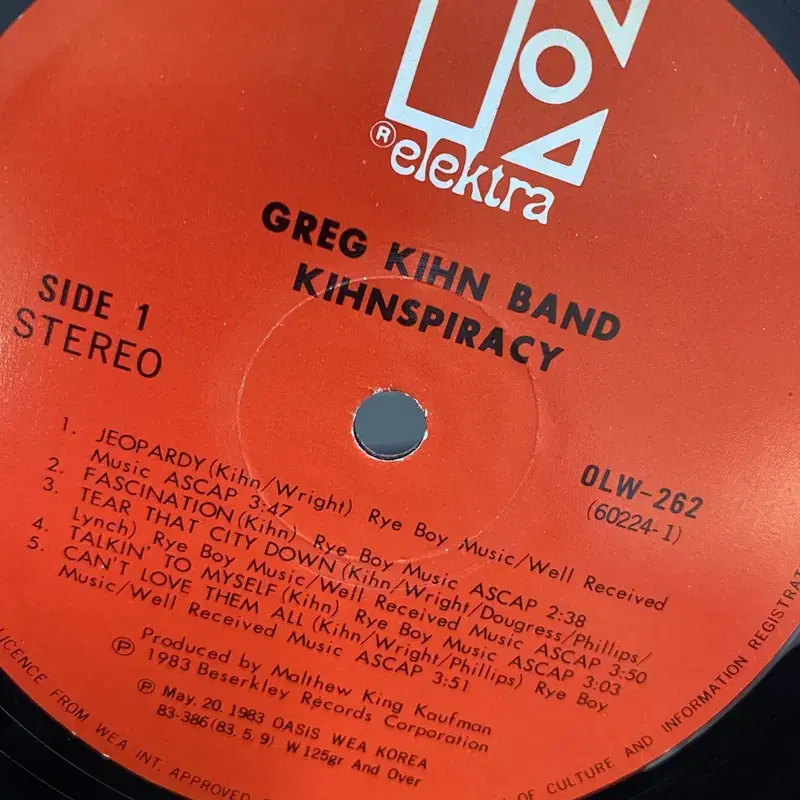 ® elektra
GREG KIHN BAND
KIHNSPIRACY
SIDE 1
STEREO
OLW-262
(60224-1)
1. JEOPARDY (Kihn/Wright) Rye Boy Music/Well Received
Music ASCAP 3:47
2. FASCINATION (Kihn) Rye Boy Music ASCAP 2:38
3. TEAR THAT CITY DOWN (Kihn/Wright/Dougress/Phillips/
Lynch) Rye Boy Music/Well Received Music ASCAP 3:50
4. TALKIN' TO MYSELF (Kihn) Rye Boy Music ASCAP 3:03
5. CAN'T LOVE THEM ALL (Kihn/Wright/Phillips) Rye Boy
Music/Well Received Music ASCAP 3:51
Produced by Malthew King Kaufman
℗ 1983 Beserkley Records Corporation
℗ May. 20. 1983 OASIS WEA KOREA
83-386 (83. 5. 9) W 125gr And Over
LICENCE FROM WEA INT. APPROVED OF CULTURE AND INFORMATION REGISTRAT